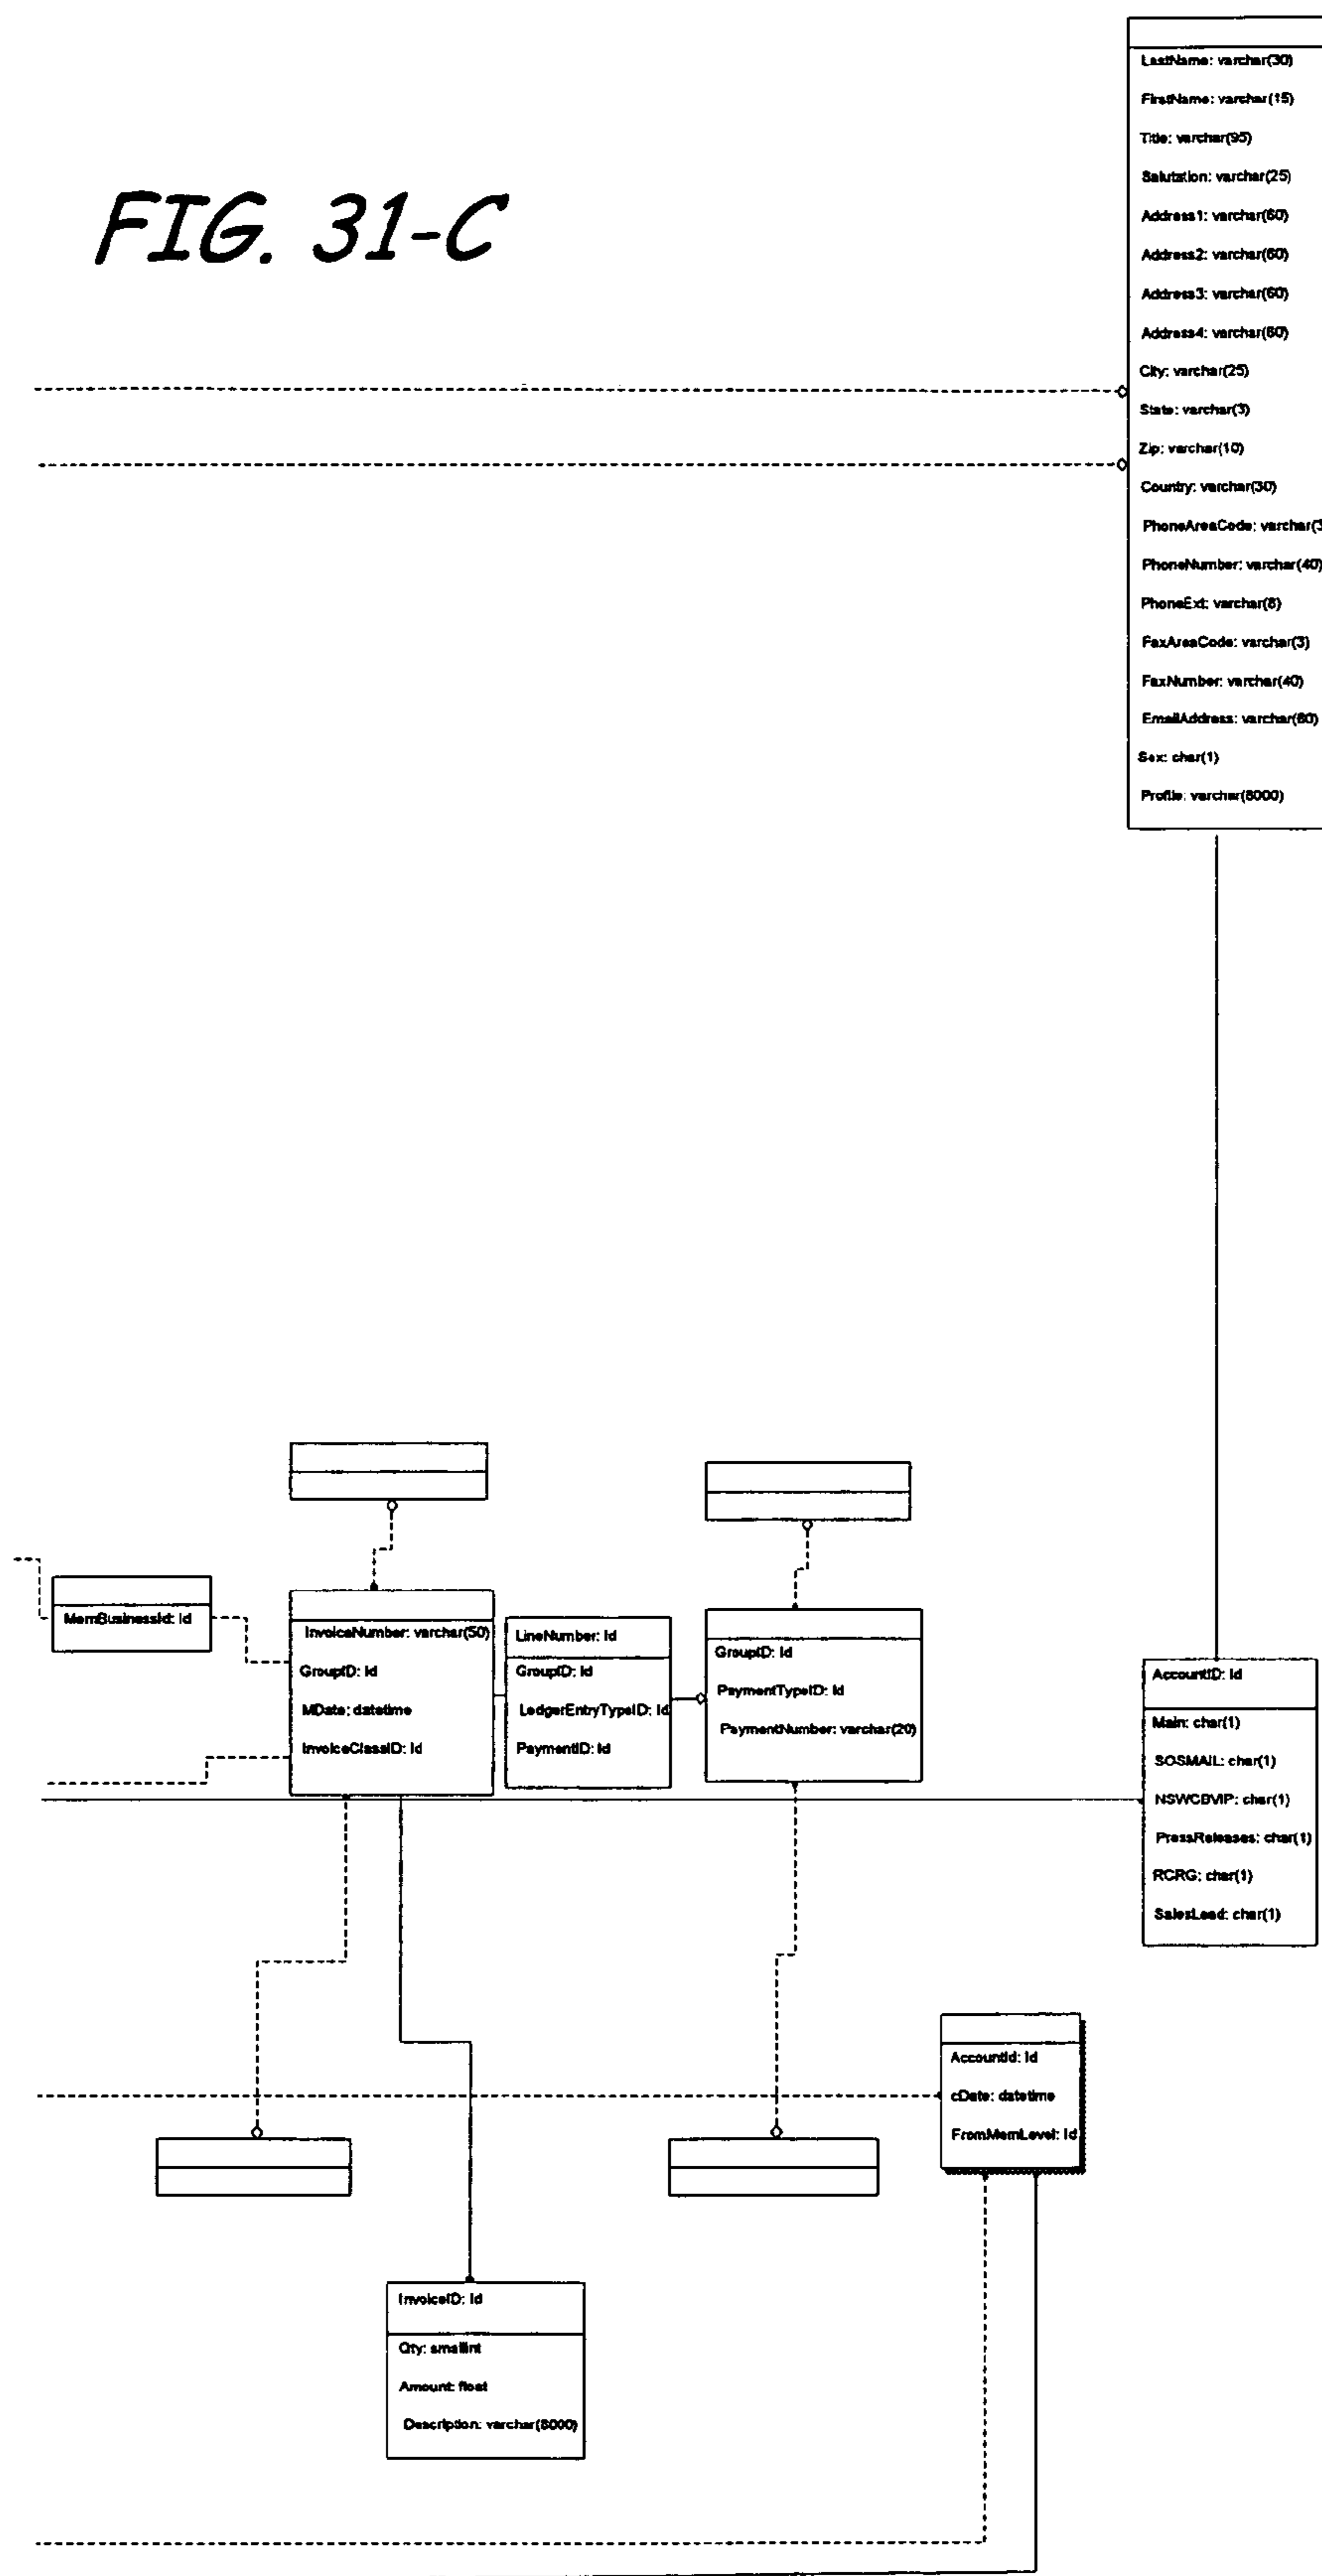 FIG. 31-C
LastName: varchar(30)
FirstName: varchar(15)
Title: varchar(95)
Salutation: varchar(25)
Address1: varchar(60)
Address2: varchar(60)
Address3: varchar(60)
Address4: varchar(60)
City: varchar(25)
State: varchar(3)
Zip: varchar(10)
Country: varchar(30)
PhoneAreaCode: varchar(3
PhoneNumber: varchar(40)
PhoneExt: varchar(8)
FaxAreaCode: varchar(3)
FaxNumber: varchar(40)
EmailAddress: varchar(60)
Sex: char(1)
Profile: varchar(8000)
MemBusinessId: Id
InvoiceNumber: varchar(50)
GroupID: Id
MDate: datetime
InvoiceClassID: Id
LineNumber: Id
GroupID: Id
LedgerEntryTypeID: Id
PaymentID: Id
GroupID: Id
PaymentTypeID: Id
PaymentNumber: varchar(20)
AccountID: Id
Main: char(1)
SOSMAIL: char(1)
NSWCBVIP: char(1)
PressReleases: char(1)
RCRG: char(1)
SalesLead: char(1)
AccountId: Id
cDate: datetime
FromMemLevel: Id
InvoiceID: Id
Qty: smallint
Amount: float
Description: varchar(8000)